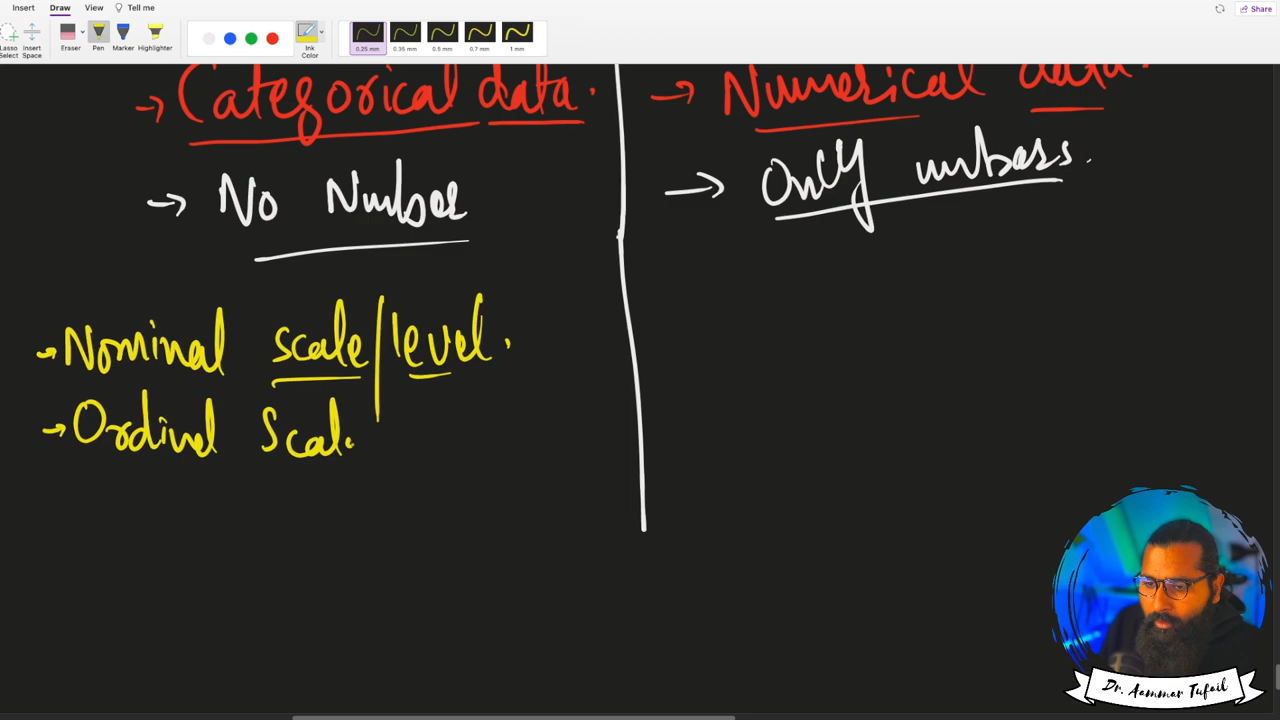 Insert Draw View Tell me Share
Lasso Select
Insert Space
Eraser Pen Marker Highlighter Ink Color 0.25 mm 0.35 mm 0.5 mm 0.7 mm 1 mm
→ Categorical data.
→ No Number
→ Nominal scale/level.
→ Ordinal Scale
→ Numerical data.
→ Only numbers.
Dr. Aammar Tufail